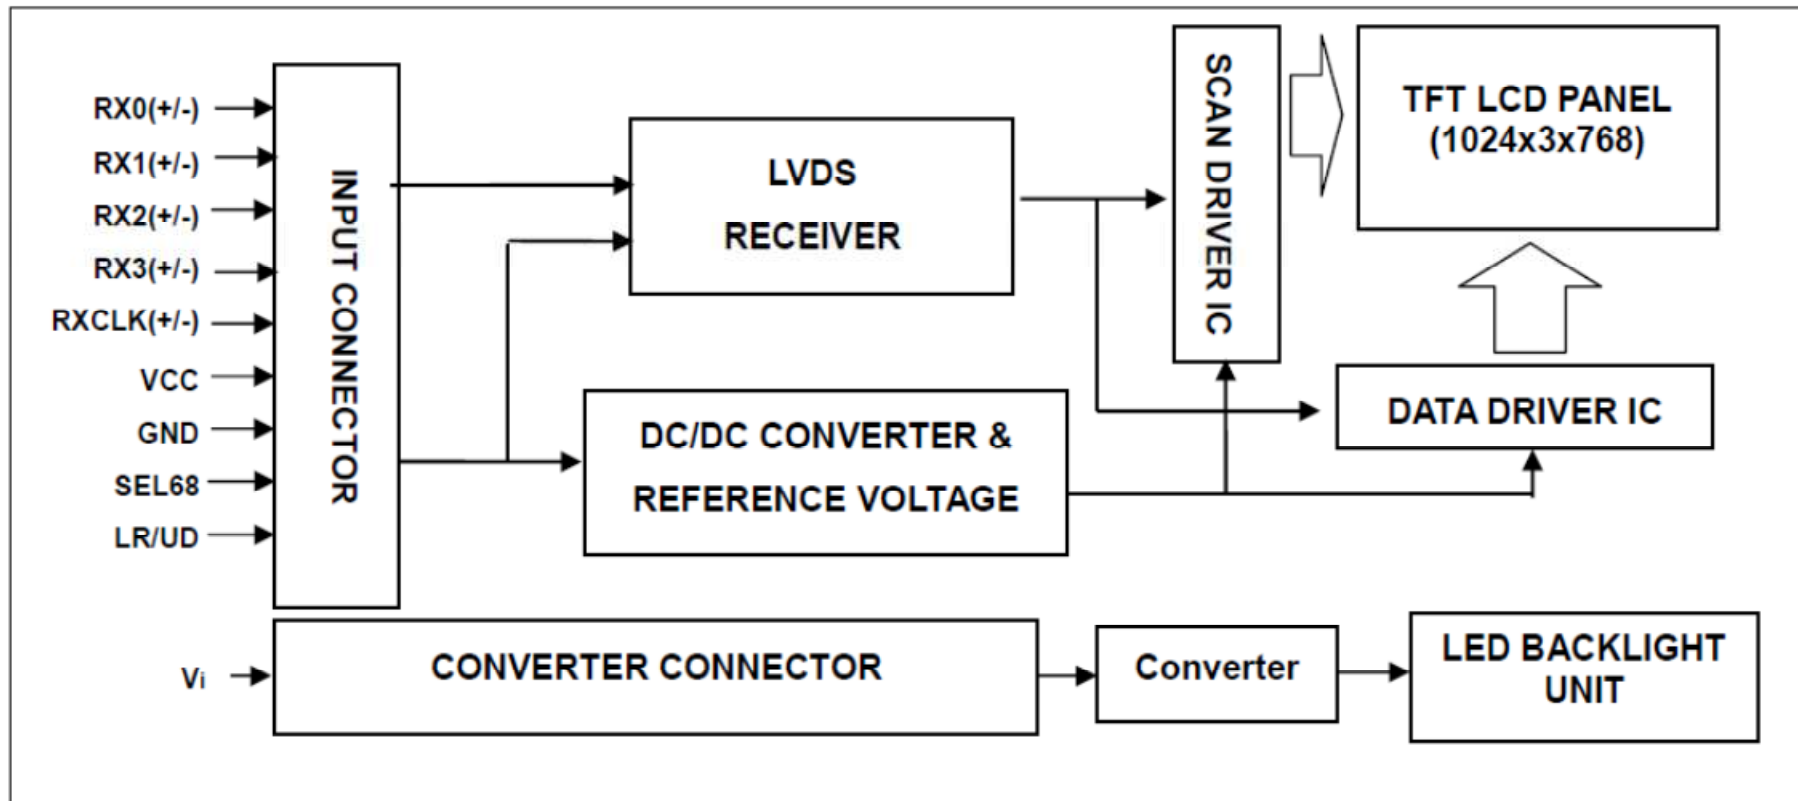 RX0(+/-)
RX1(+/-)
RX2(+/-)
RX3(+/-)
RXCLK(+/-)
VCC
GND
SEL68
LR/UD
INPUT CONNECTOR
LVDS
RECEIVER
DC/DC CONVERTER &
REFERENCE VOLTAGE
SCAN DRIVER IC
TFT LCD PANEL
(1024x3x768)
DATA DRIVER IC
Vi
CONVERTER CONNECTOR
Converter
LED BACKLIGHT
UNIT